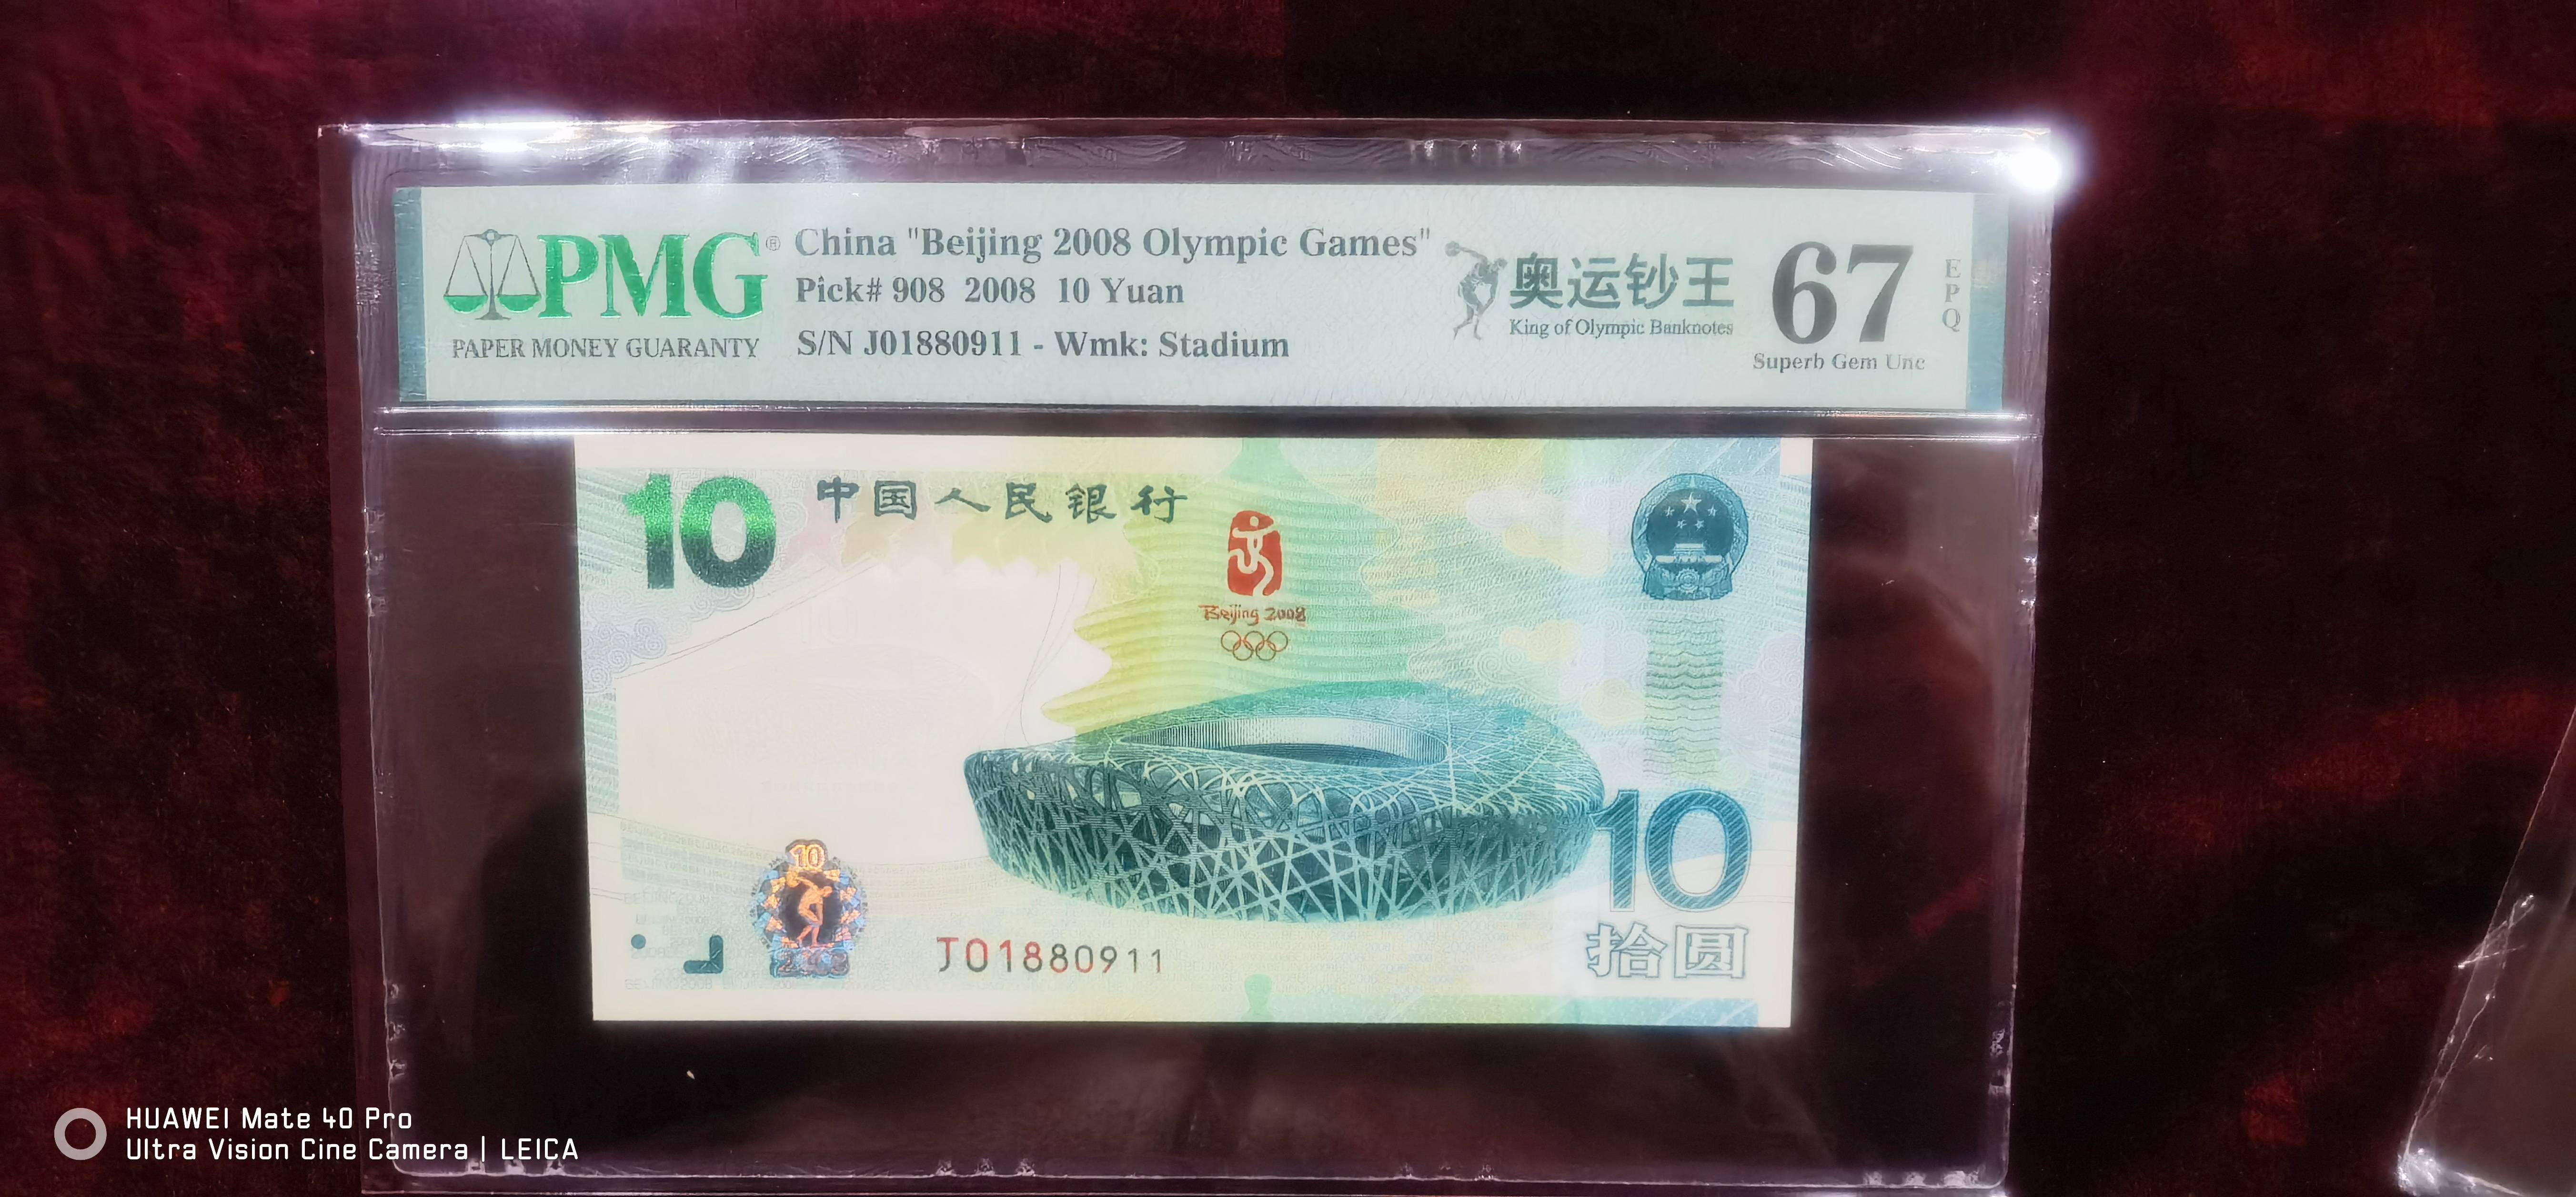 PMG®
PAPER MONEY GUARANTY
China "Beijing 2008 Olympic Games"
Pick# 908 2008 10 Yuan
S/N J01880911 - Wmk: Stadium
奥运钞王
King of Olympic Banknotes
67
EPQ
Superb Gem Unc
10
中国人民银行
Beijing 2008
10
拾圆
10
2008
J01880911
HUAWEI Mate 40 Pro
Ultra Vision Cine Camera | LEICA